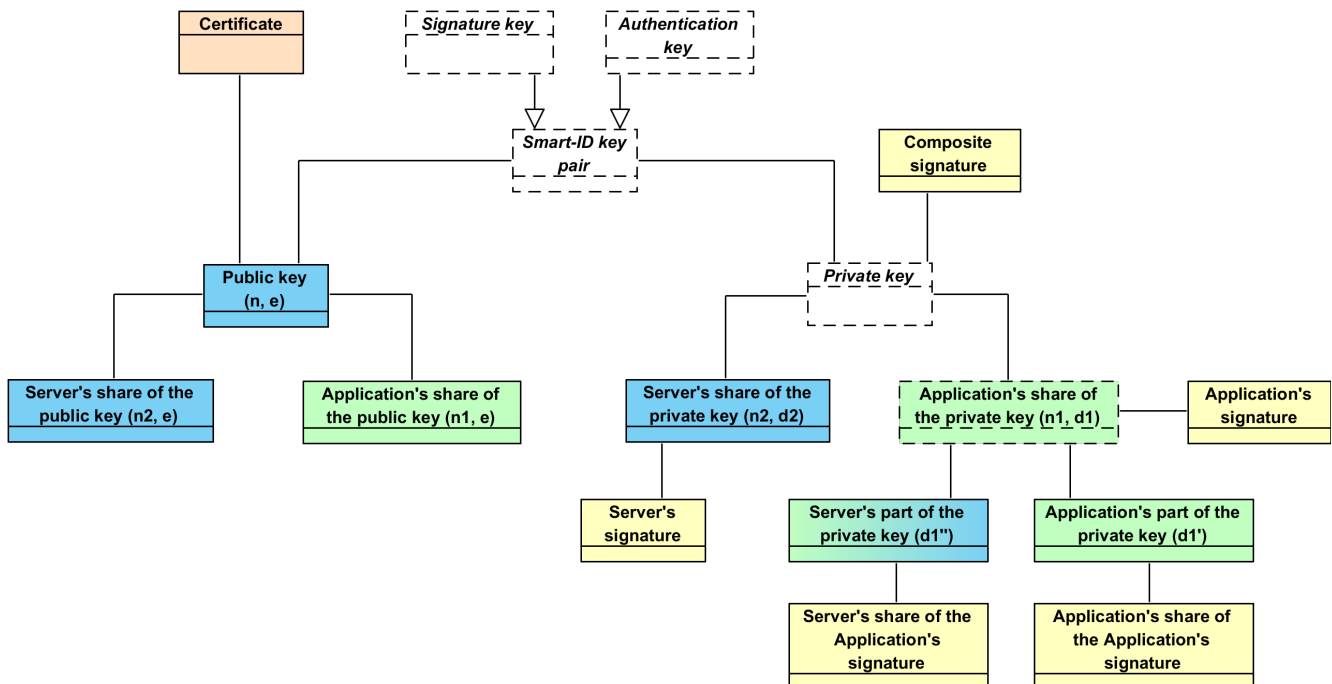 Certificate
Signature key
Authentication
key
Smart-ID key
pair
Composite
signature
Public key
(n, e)
Private key
Server's share of the
public key (n2, e)
Application's share of
the public key (n1, e)
Server's share of the
private key (n2, d2)
Application's share of
the private key (n1, d1)
Application's
signature
Server's
signature
Server's part of the
private key (d1'')
Application's part of the
private key (d1')
Server's share of the
Application's
signature
Application's share of
the Application's
signature